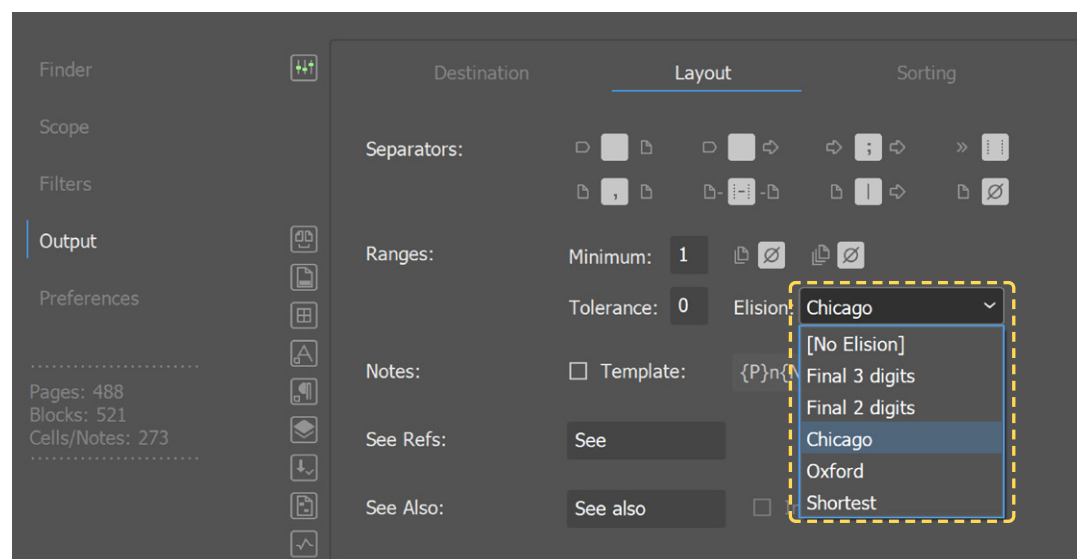 Finder
Scope
Filters
Output
Preferences
Pages: 488
Blocks: 521
Cells/Notes: 273
Destination Layout Sorting
Separators:
; »
, - - - |
Ranges: Minimum: 1
Tolerance: 0 Elision: Chicago
[No Elision]
Final 3 digits
Final 2 digits
Chicago
Oxford
Shortest
Notes: Template: {P}n{
See Refs: See
See Also: See also